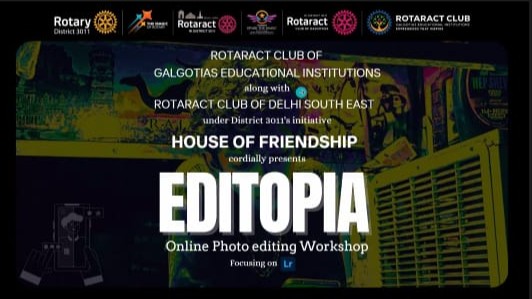 Rotary
District 3011
Rotaract
Rotaract
ROTARACT CLUB
GALGOTIAS EDUCATIONAL INSTITUTIONS
ROTARACT CLUB OF
GALGOTIAS EDUCATIONAL INSTITUTIONS
along with
ROTARACT CLUB OF DELHI SOUTH EAST
under District 3011's initiative
HOUSE OF FRIENDSHIP
cordially presents
EDITOPIA
Online Photo editing Workshop
Focusing on Lr